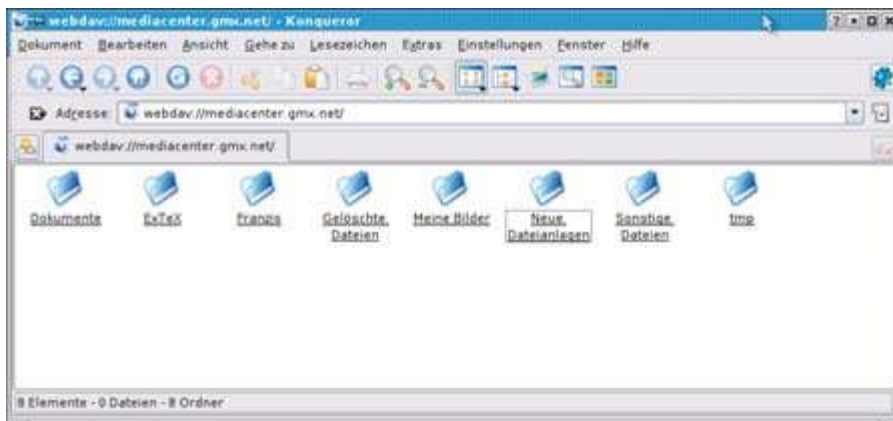 webdav://mediacenter.gmx.net/ - Konqueror
Dokument Bearbeiten Ansicht Gehe zu Lesezeichen Extras Einstellungen Fenster Hilfe
Adresse: webdav://mediacenter.gmx.net/
webdav://mediacenter.gmx.net/
Dokumente ExTeX Franzis Gelöschte Dateien Meine Bilder Neue Dateianlagen Sonstige Dateien tmp
8 Elemente - 0 Dateien - 8 Ordner